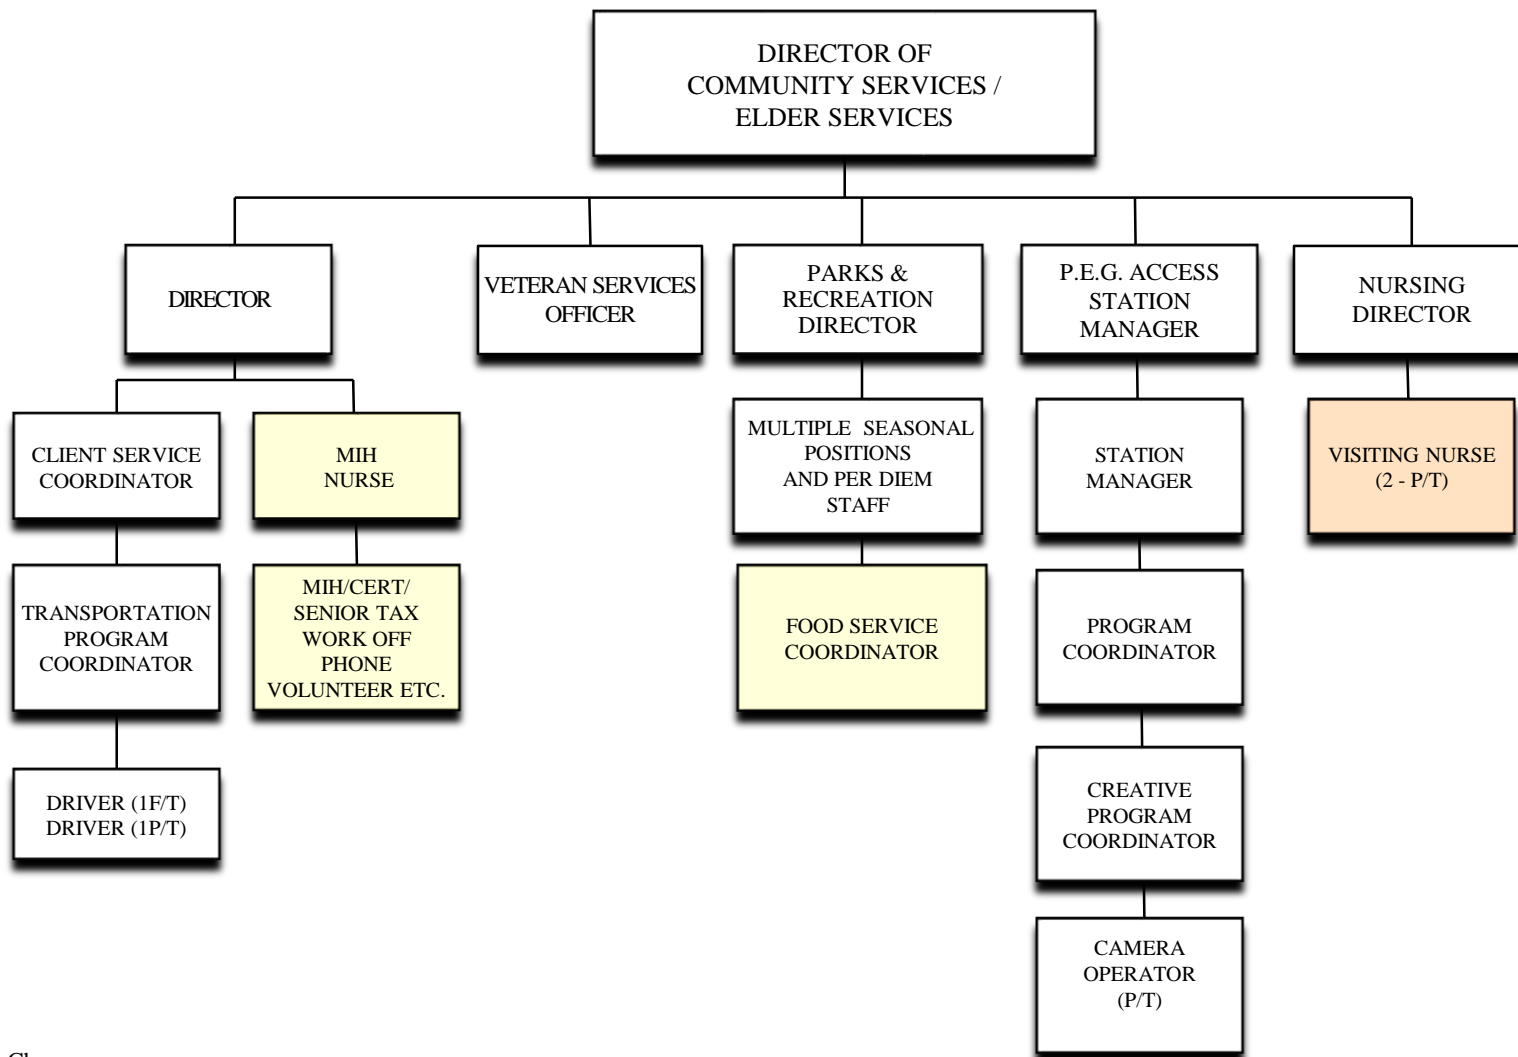 DIRECTOR OF
COMMUNITY SERVICES /
ELDER SERVICES
DIRECTOR
VETERAN SERVICES
OFFICER
PARKS &
RECREATION
DIRECTOR
P.E.G. ACCESS
STATION
MANAGER
NURSING
DIRECTOR
CLIENT SERVICE
COORDINATOR
MIH
NURSE
MULTIPLE SEASONAL
POSITIONS
AND PER DIEM
STAFF
STATION
MANAGER
VISITING NURSE
(2 - P/T)
TRANSPORTATION
PROGRAM
COORDINATOR
MIH/CERT/
SENIOR TAX
WORK OFF
PHONE
VOLUNTEER ETC.
FOOD SERVICE
COORDINATOR
PROGRAM
COORDINATOR
DRIVER (1F/T)
DRIVER (1P/T)
CREATIVE
PROGRAM
COORDINATOR
CAMERA
OPERATOR
(P/T)